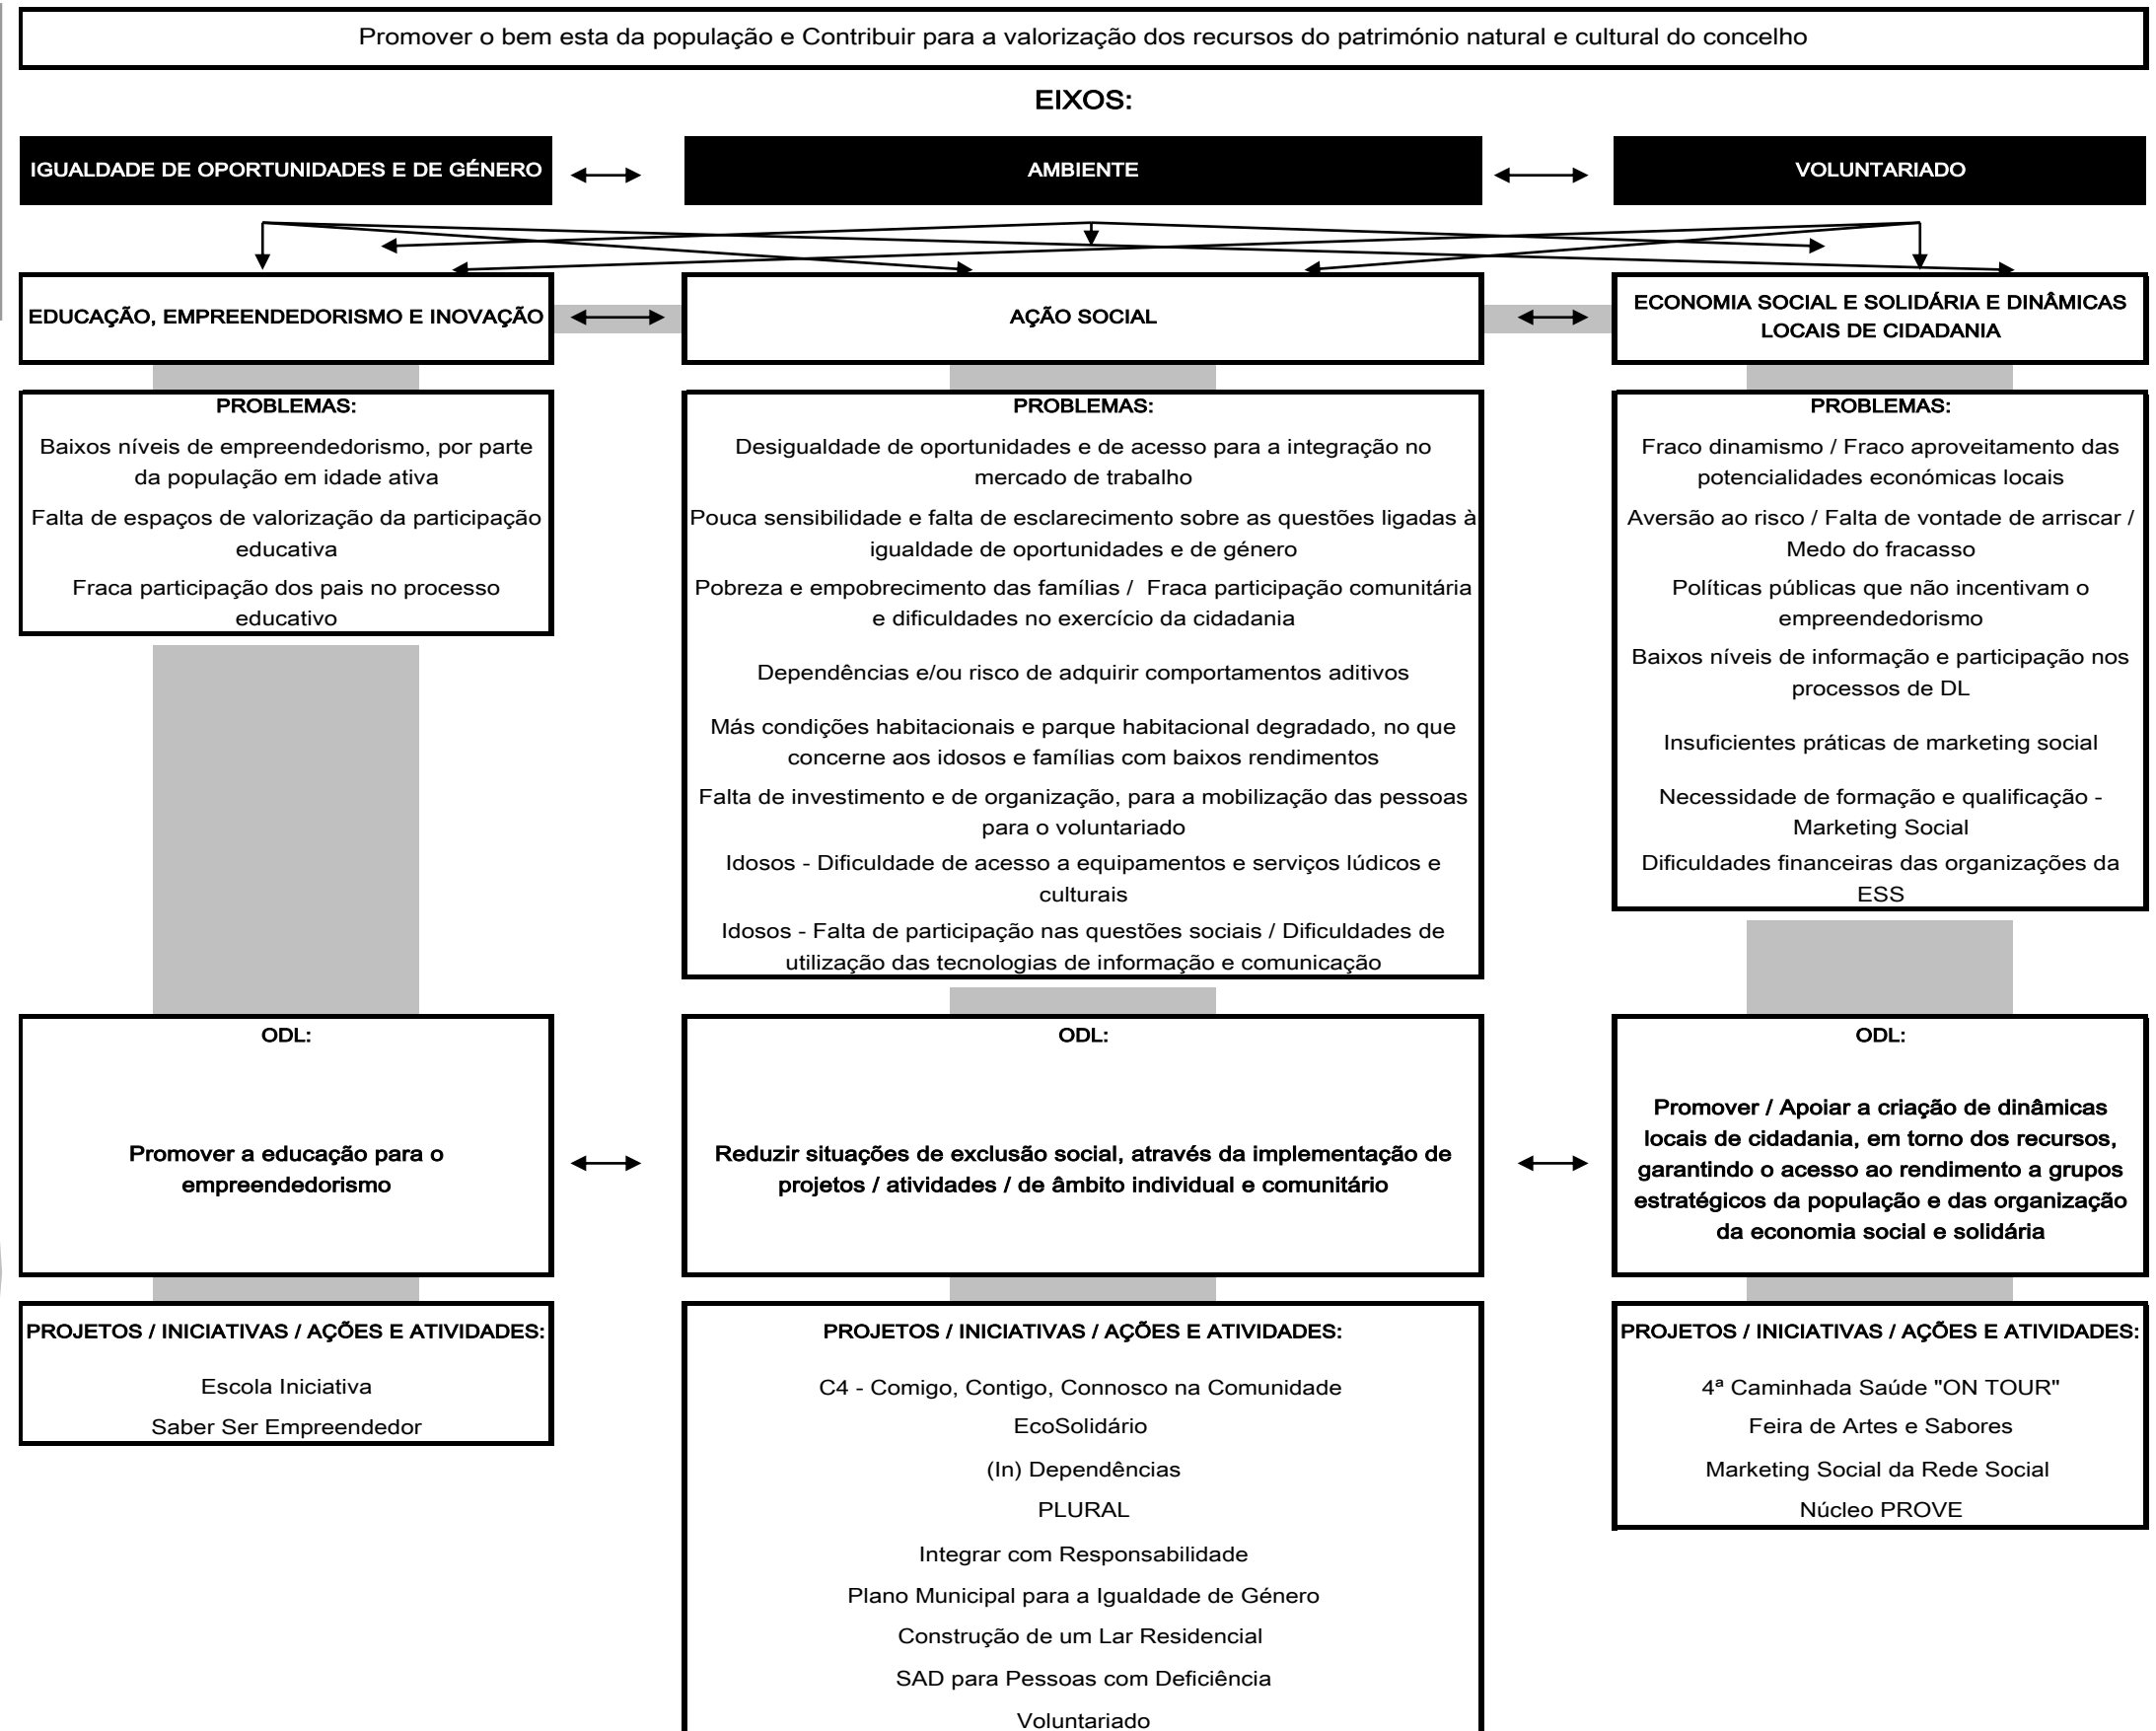 Promover o bem esta da população e Contribuir para a valorização dos recursos do património natural e cultural do concelho
EIXOS:
IGUALDADE DE OPORTUNIDADES E DE GÉNERO
AMBIENTE
VOLUNTARIADO
EDUCAÇÃO, EMPREENDEDORISMO E INOVAÇÃO
AÇÃO SOCIAL
ECONOMIA SOCIAL E SOLIDÁRIA E DINÂMICAS
LOCAIS DE CIDADANIA
PROBLEMAS:
Baixos níveis de empreendedorismo, por parte
da população em idade ativa
Falta de espaços de valorização da participação
educativa
Fraca participação dos pais no processo
educativo
PROBLEMAS:
Desigualdade de oportunidades e de acesso para a integração no
mercado de trabalho
Pouca sensibilidade e falta de esclarecimento sobre as questões ligadas à
igualdade de oportunidades e de género
Pobreza e empobrecimento das famílias / Fraca participação comunitária
e dificuldades no exercício da cidadania
Dependências e/ou risco de adquirir comportamentos aditivos
Más condições habitacionais e parque habitacional degradado, no que
concerne aos idosos e famílias com baixos rendimentos
Falta de investimento e de organização, para a mobilização das pessoas
para o voluntariado
Idosos - Dificuldade de acesso a equipamentos e serviços lúdicos e
culturais
Idosos - Falta de participação nas questões sociais / Dificuldades de
utilização das tecnologias de informação e comunicação
PROBLEMAS:
Fraco dinamismo / Fraco aproveitamento das
potencialidades económicas locais
Aversão ao risco / Falta de vontade de arriscar /
Medo do fracasso
Políticas públicas que não incentivam o
empreendedorismo
Baixos níveis de informação e participação nos
processos de DL
Insuficientes práticas de marketing social
Necessidade de formação e qualificação -
Marketing Social
Dificuldades financeiras das organizações da
ESS
ODL:
Promover a educação para o
empreendedorismo
ODL:
Reduzir situações de exclusão social, através da implementação de
projetos / atividades / de âmbito individual e comunitário
ODL:
Promover / Apoiar a criação de dinâmicas
locais de cidadania, em torno dos recursos,
garantindo o acesso ao rendimento a grupos
estratégicos da população e das organização
da economia social e solidária
PROJETOS / INICIATIVAS / AÇÕES E ATIVIDADES:
Escola Iniciativa
Saber Ser Empreendedor
PROJETOS / INICIATIVAS / AÇÕES E ATIVIDADES:
C4 - Comigo, Contigo, Connosco na Comunidade
EcoSolidário
(In) Dependências
PLURAL
Integrar com Responsabilidade
Plano Municipal para a Igualdade de Género
Construção de um Lar Residencial
SAD para Pessoas com Deficiência
Voluntariado
PROJETOS / INICIATIVAS / AÇÕES E ATIVIDADES:
4ª Caminhada Saúde "ON TOUR"
Feira de Artes e Sabores
Marketing Social da Rede Social
Núcleo PROVE